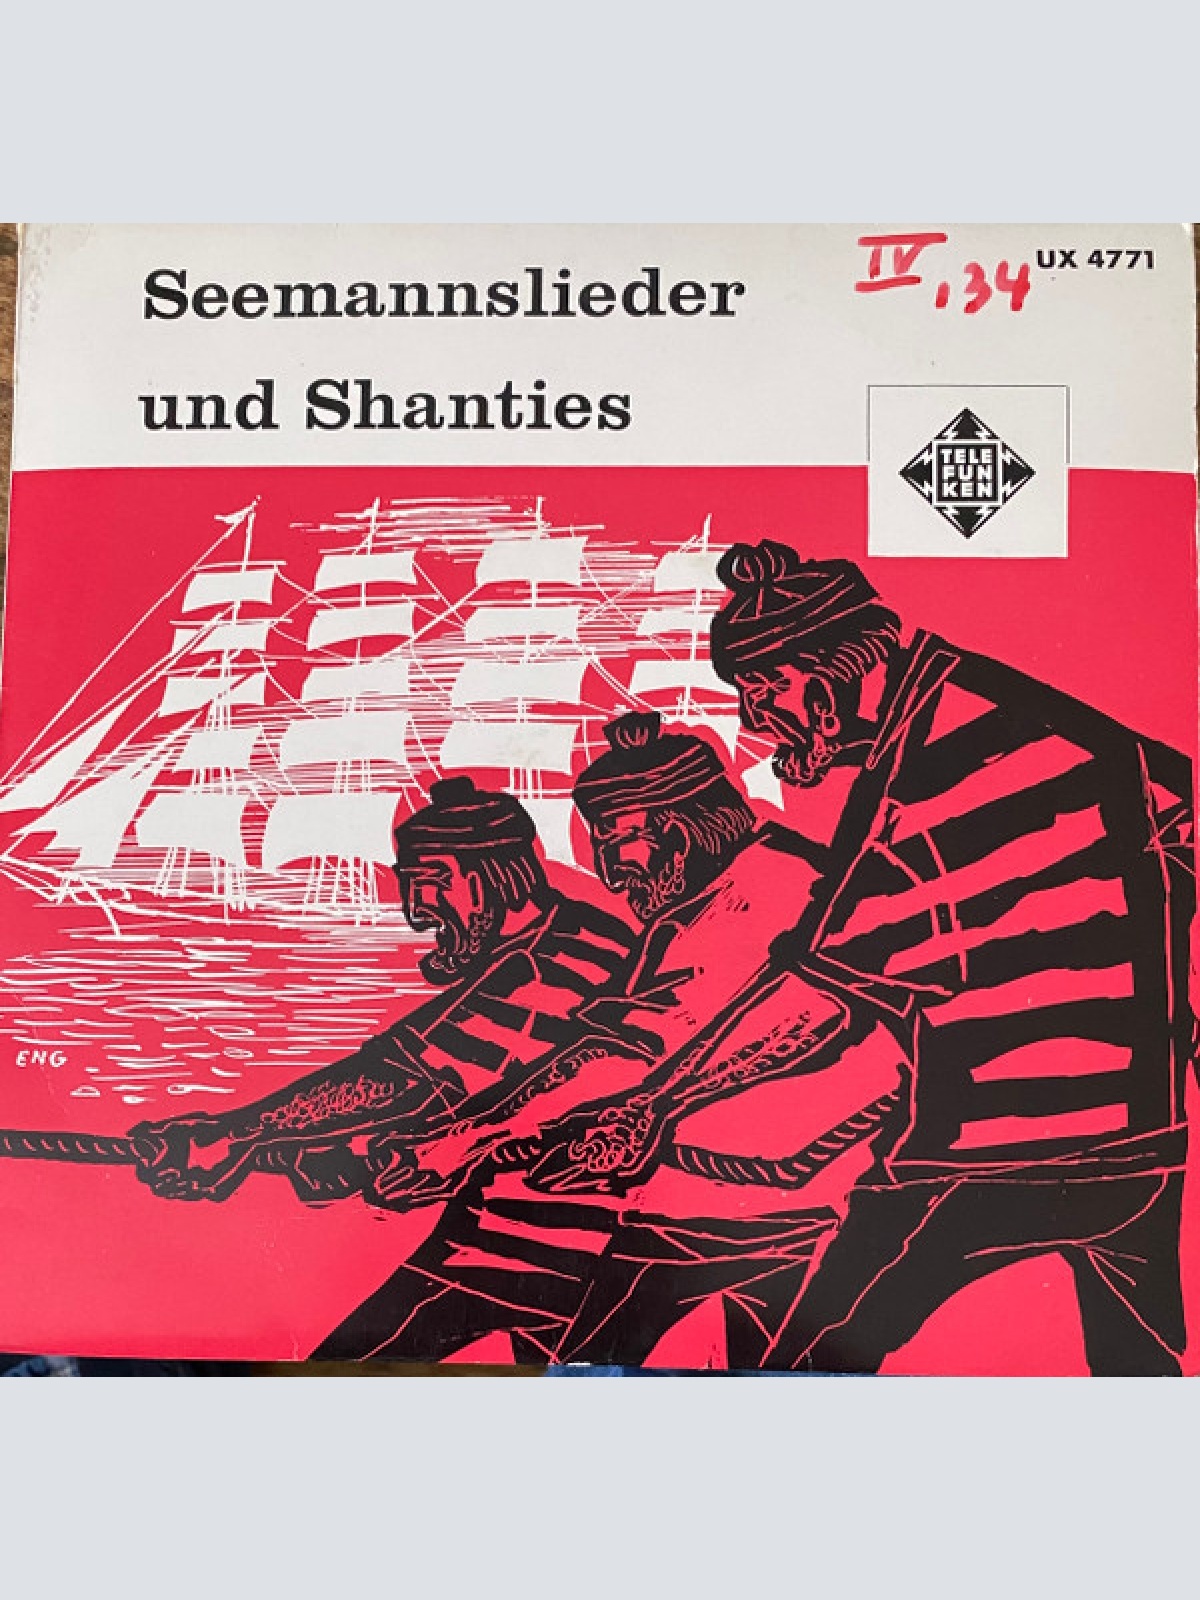 Seemannslieder
und Shanties
IV, 34
UX 4771
TELE
FUN
KEN
ENG